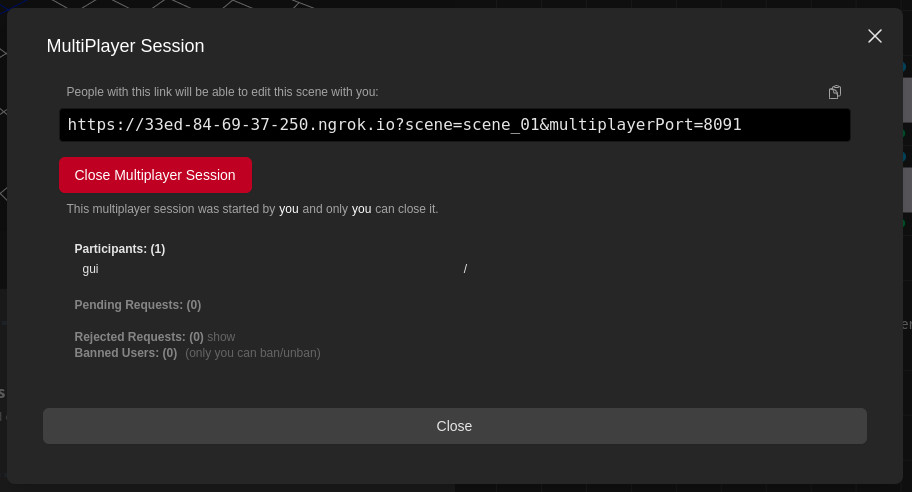 MultiPlayer Session
People with this link will be able to edit this scene with you:
https://33ed-84-69-37-250.ngrok.io?scene=scene_01&multiplayerPort=8091
Close Multiplayer Session
This multiplayer session was started by you and only you can close it.
Participants: (1)
gui /
Pending Requests: (0)
Rejected Requests: (0) show
Banned Users: (0) (only you can ban/unban)
Close